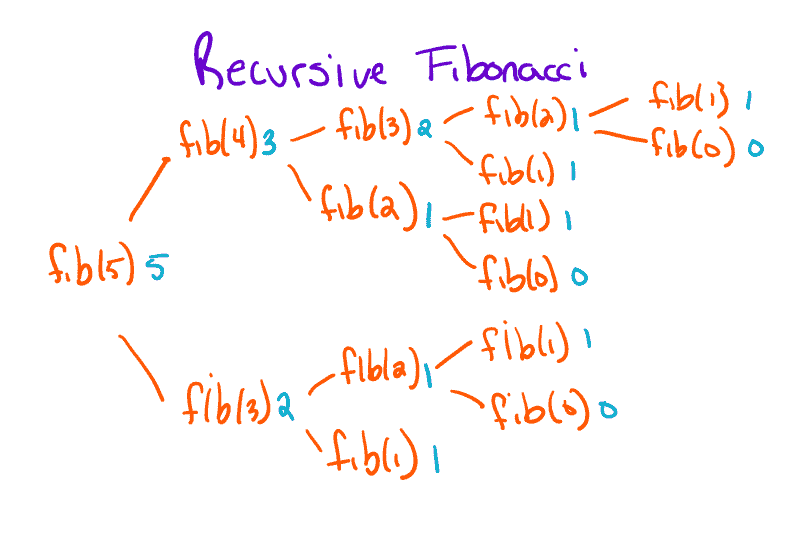 Recursive Fibonacci
fib(4) 3 fib(3) 2 fib(2) 1 fib(1) 1
fib(0) 0
fib(1) 1
fib(2) 1 fib(1) 1
fib(0) 0
fib(5) 5
fib(3) 2 fib(2) 1 fib(1) 1
fib(0) 0
fib(1) 1